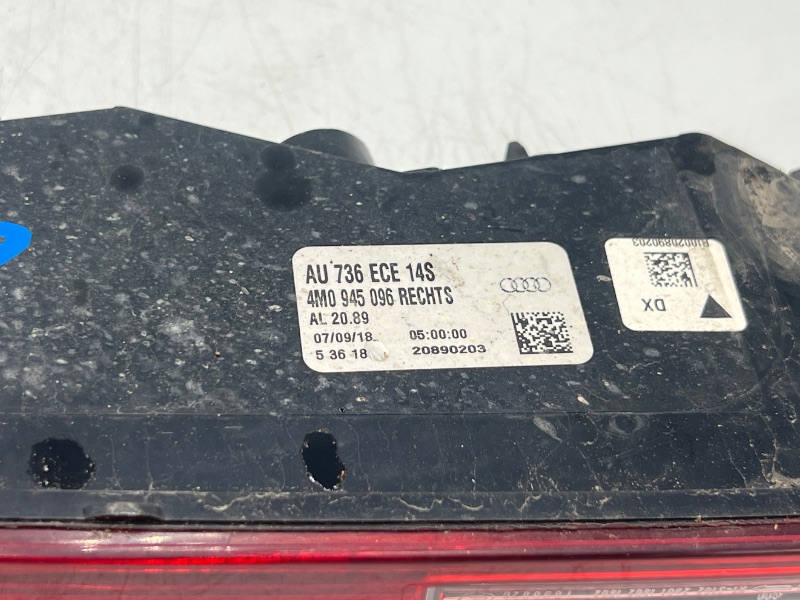 AU 736 ECE 14S
4M0 945 096 RECHTS
AL 20.89
07/09/18 05:00:00
5 36 18 20890203
DX